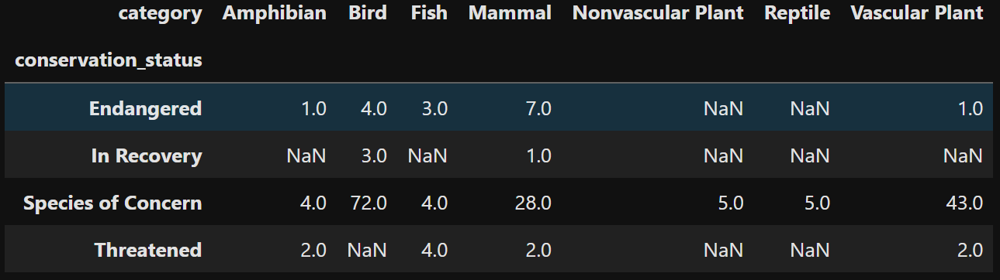 category Amphibian Bird Fish Mammal Nonvascular Plant Reptile Vascular Plant
conservation_status
Endangered 1.0 4.0 3.0 7.0 NaN NaN 1.0
In Recovery NaN 3.0 NaN 1.0 NaN NaN NaN
Species of Concern 4.0 72.0 4.0 28.0 5.0 5.0 43.0
Threatened 2.0 NaN 4.0 2.0 NaN NaN 2.0